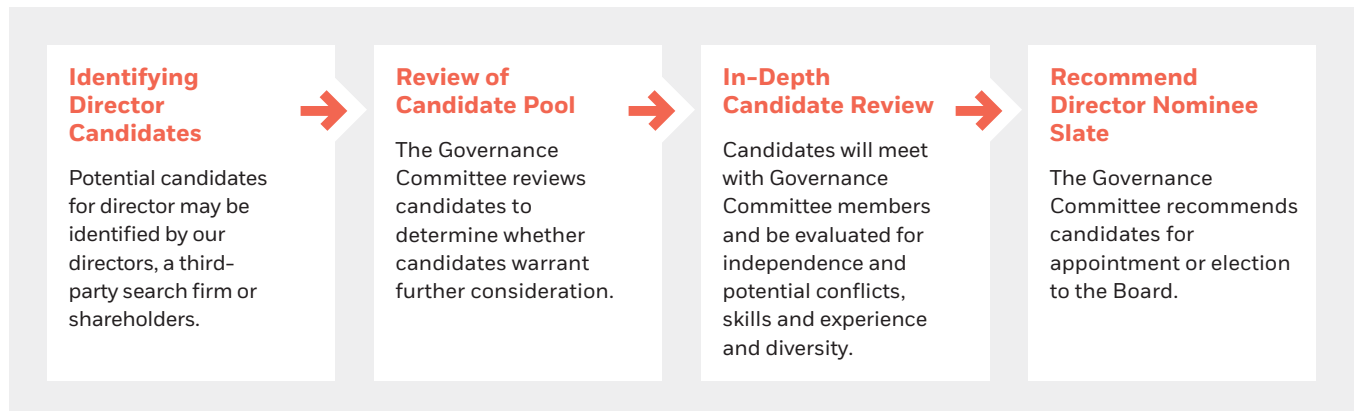 Identifying
Director
Candidates
Potential candidates
for director may be
identified by our
directors, a third-
party search firm or
shareholders.
Review of
Candidate Pool
The Governance
Committee reviews
candidates to
determine whether
candidates warrant
further consideration.
In-Depth
Candidate Review
Candidates will meet
with Governance
Committee members
and be evaluated for
independence and
potential conflicts,
skills and experience
and diversity.
Recommend
Director Nominee
Slate
The Governance
Committee recommends
candidates for
appointment or election
to the Board.